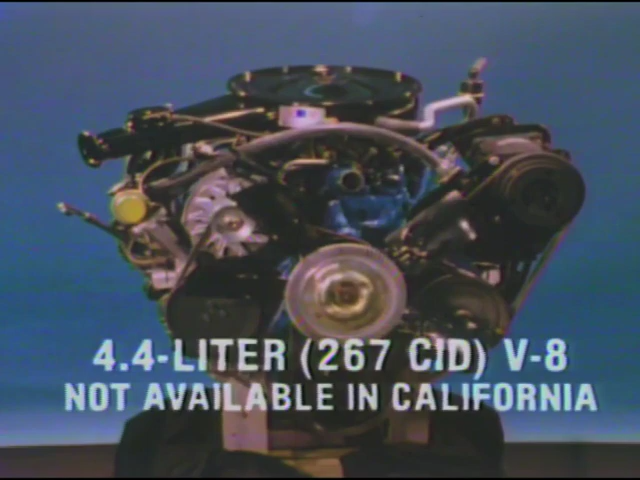 4.4-LITER (267 CID) V-8
NOT AVAILABLE IN CALIFORNIA